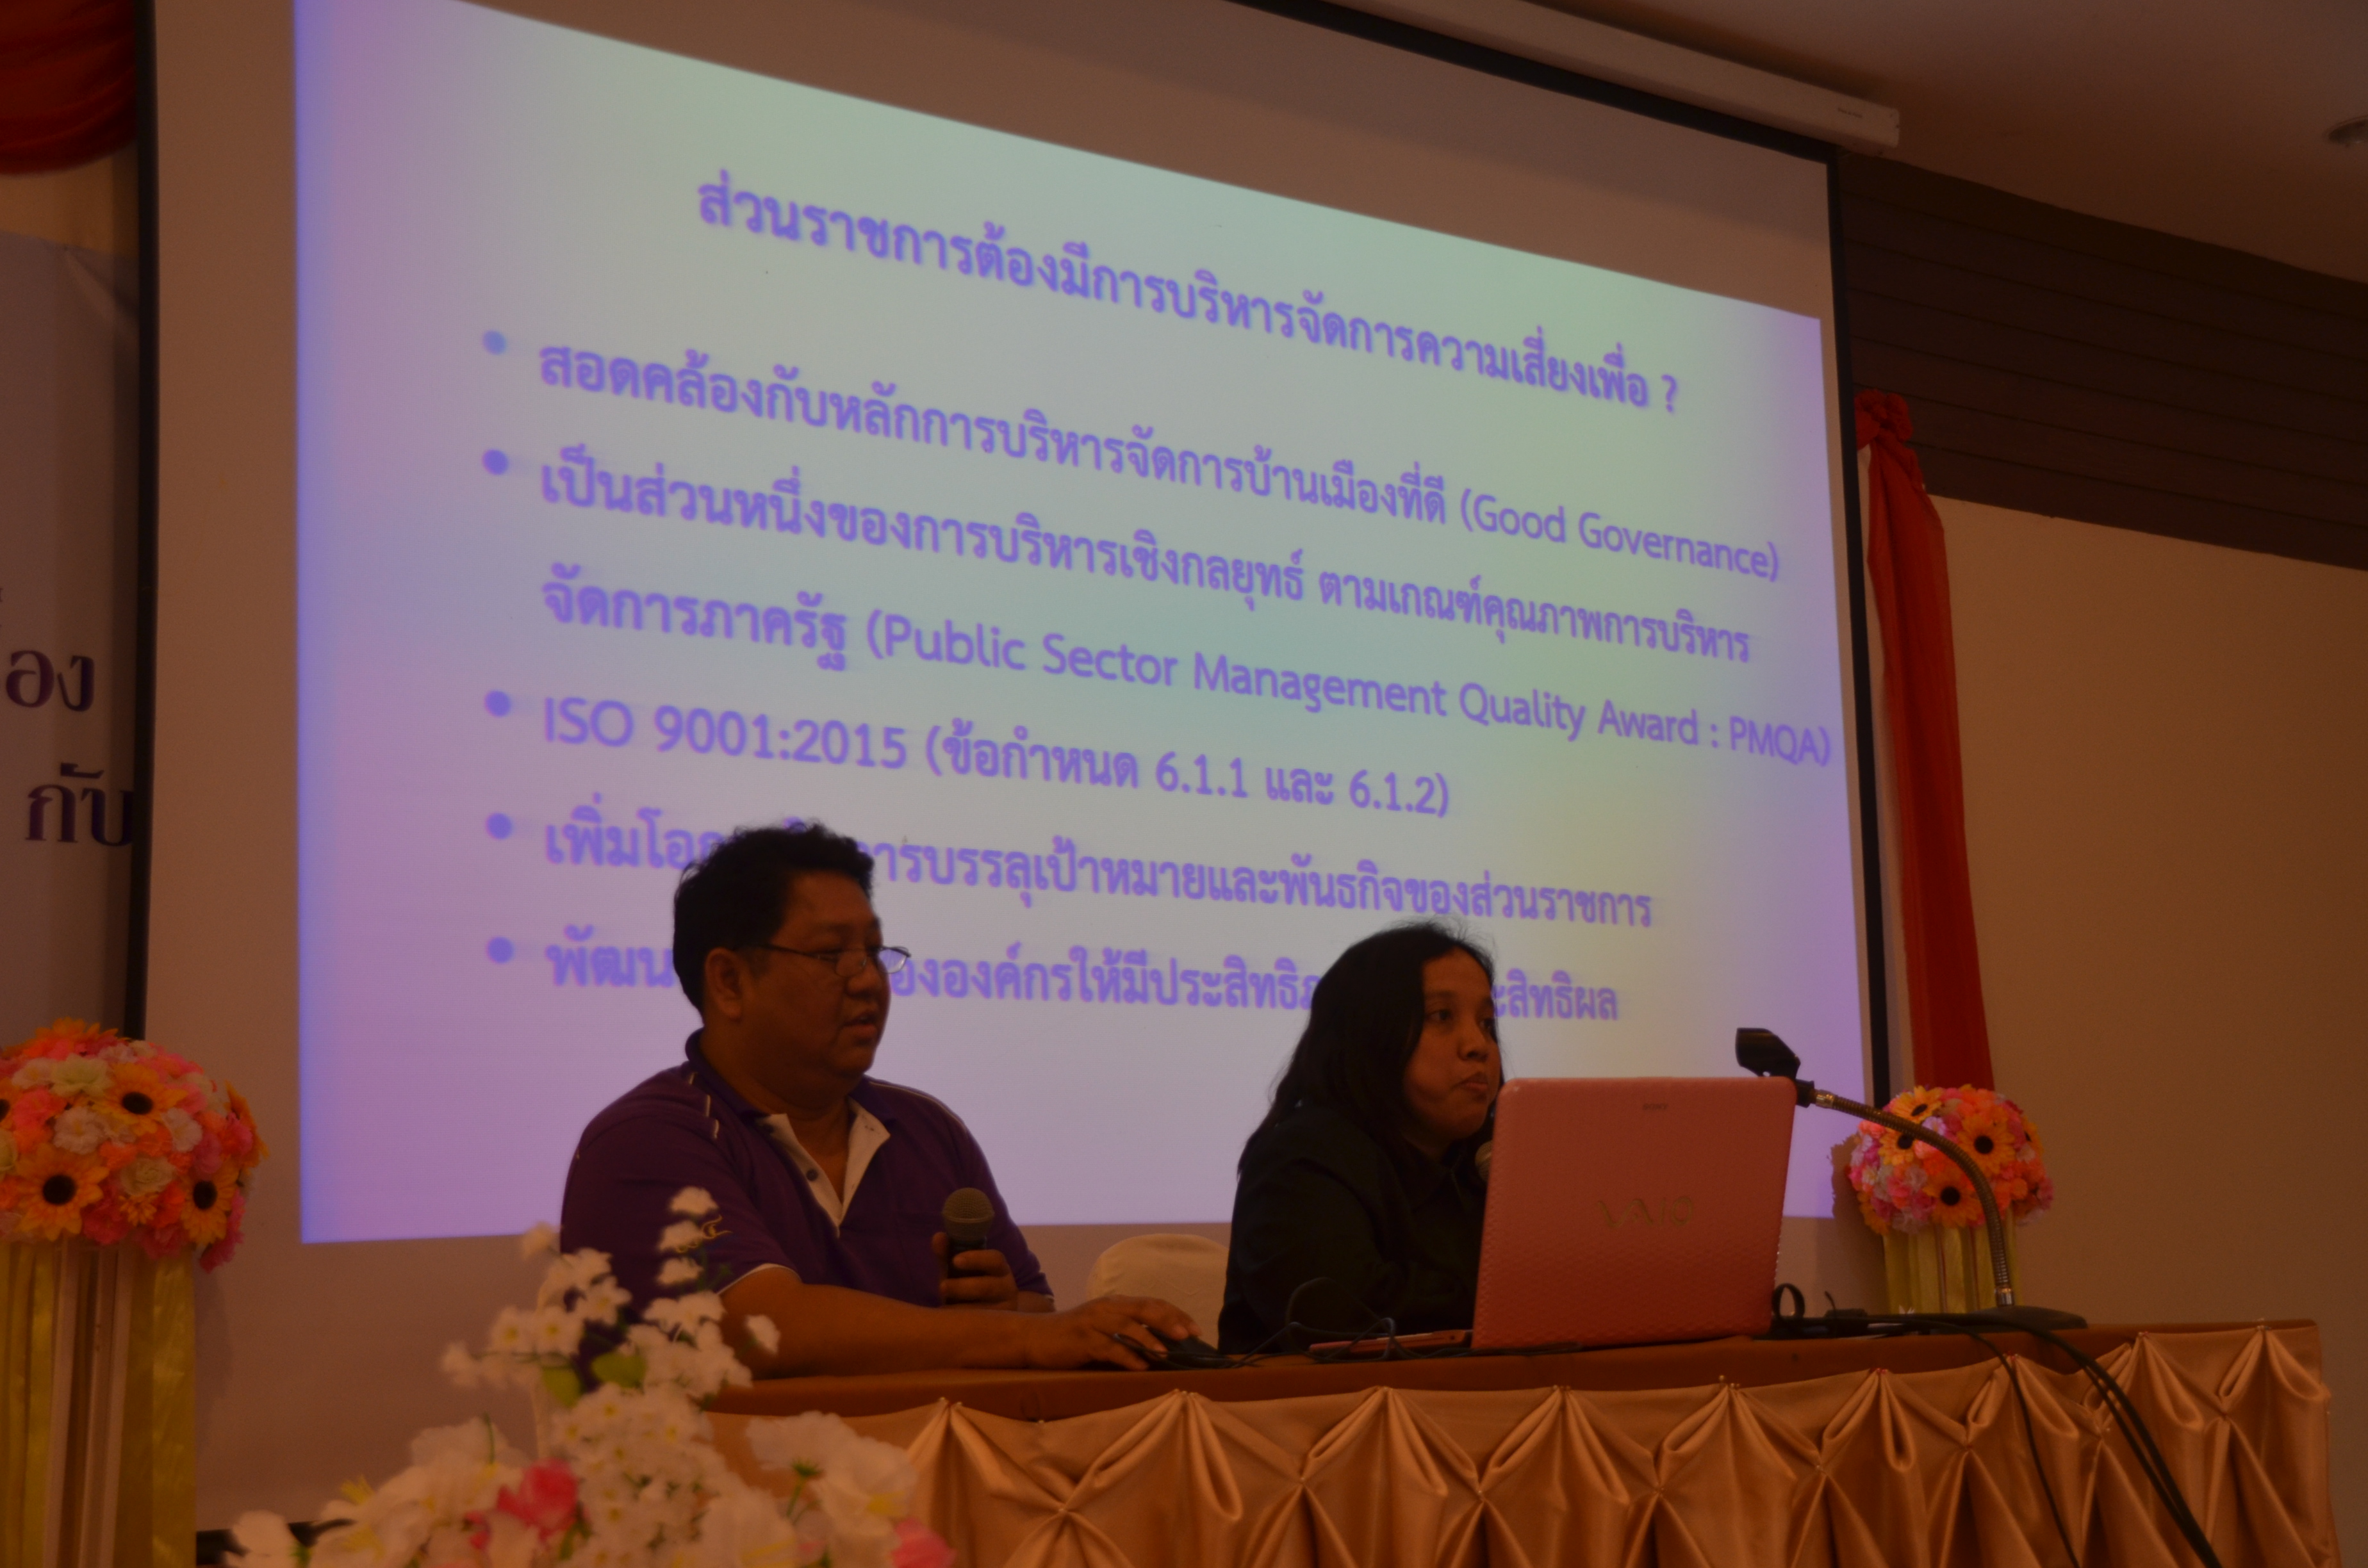 ส่วนราชการต้องมีการบริหารจัดการความเสี่ยงเพื่อ ?
• สอดคล้องกับหลักการบริหารจัดการบ้านเมืองที่ดี (Good Governance)
• เป็นส่วนหนึ่งของการบริหารเชิงกลยุทธ์ ตามเกณฑ์คุณภาพการบริหาร
จัดการภาครัฐ (Public Sector Management Quality Award : PMQA)
• ISO 9001:2015 (ข้อกำหนด 6.1.1 และ 6.1.2)
• เพิ่มโอ การบรรลุเป้าหมายและพันธกิจของส่วนราชการ
• พัฒน ององค์กรให้มีประสิทธิ ะสิทธิผล
อง
กับ
SONY
VAIO